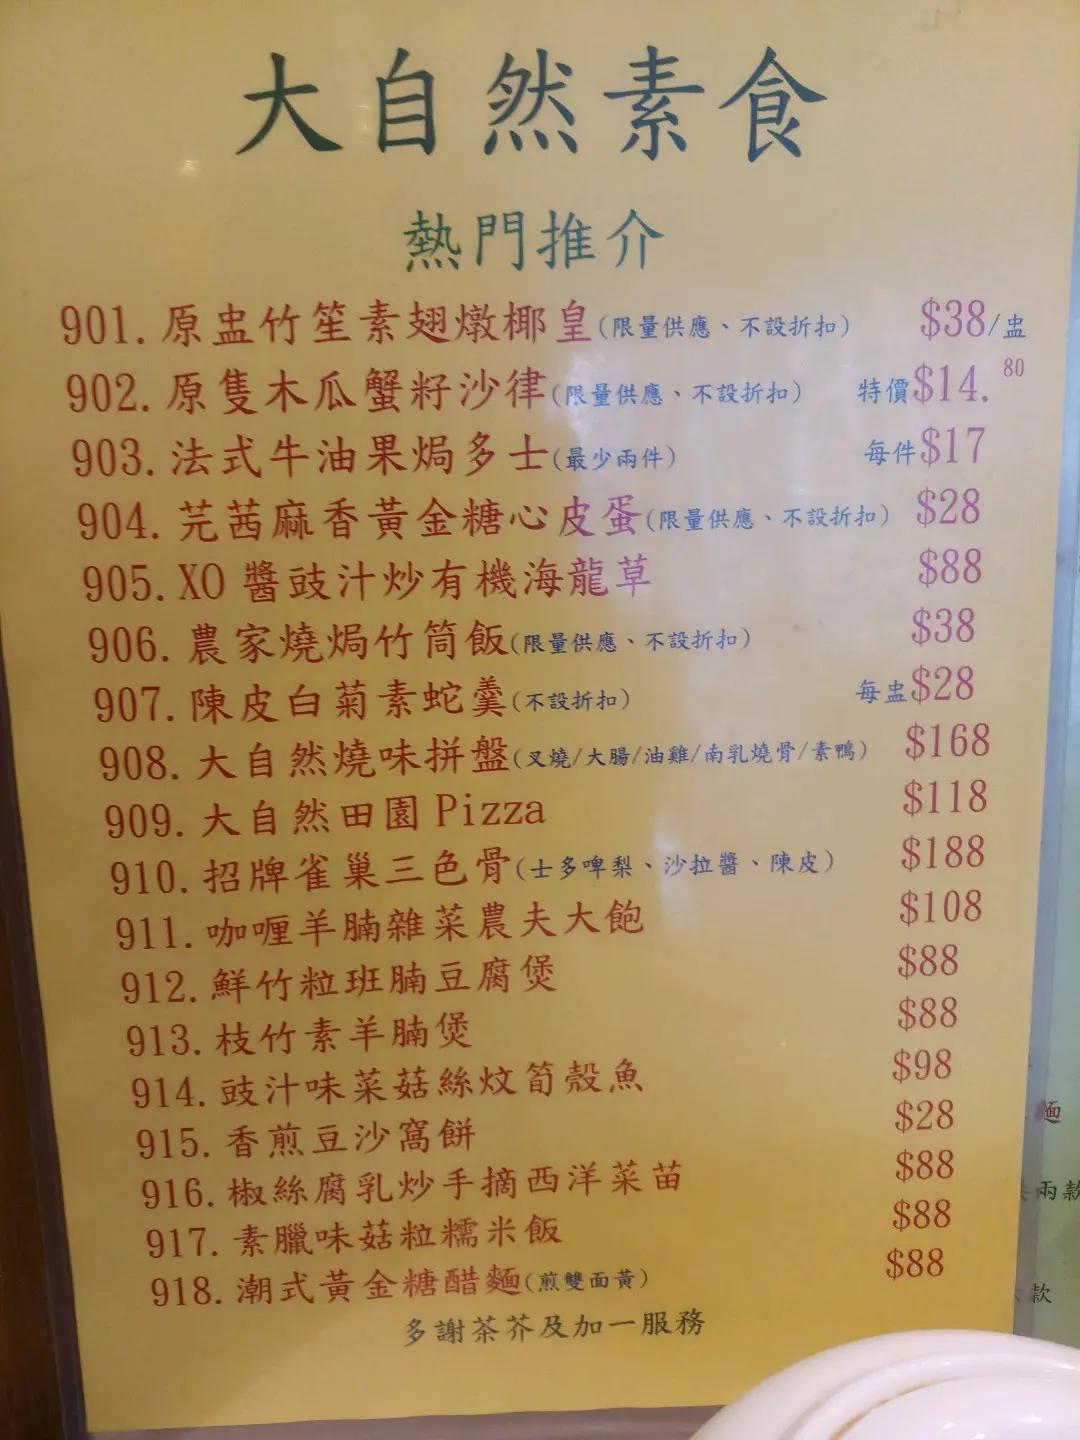 大自然素食
熱門推介
901. 原盅竹笙素翅燉椰皇(限量供應、不設折扣) $38/盅
902. 原隻木瓜蟹籽沙律(限量供應、不設折扣) 特價$14.80
903. 法式牛油果焗多士(最少兩件) 每件$17
904. 芫茜麻香黃金糖心皮蛋(限量供應、不設折扣) $28
905. XO 醬豉汁炒有機海龍草 $88
906. 農家燒焗竹筒飯(限量供應、不設折扣) $38
907. 陳皮白菊素蛇羹(不設折扣) 每盅$28
908. 大自然燒味拼盤(叉燒/大腸/油雞/南乳燒骨/素鴨) $168
909. 大自然田園 Pizza $118
910. 招牌雀巢三色骨(士多啤梨、沙拉醬、陳皮) $188
911. 咖喱羊腩雜菜農夫大飽 $108
912. 鮮竹粒班腩豆腐煲 $88
913. 枝竹素羊腩煲 $88
914. 豉汁味菜菇絲炆筍殼魚 $98
915. 香煎豆沙窩餅 $28
916. 椒絲腐乳炒手摘西洋菜苗 $88
917. 素臘味菇粒糯米飯 $88
918. 潮式黃金糖醋麵(煎雙面黃) $88
多謝茶芥及加一服務
麵
兩款
款